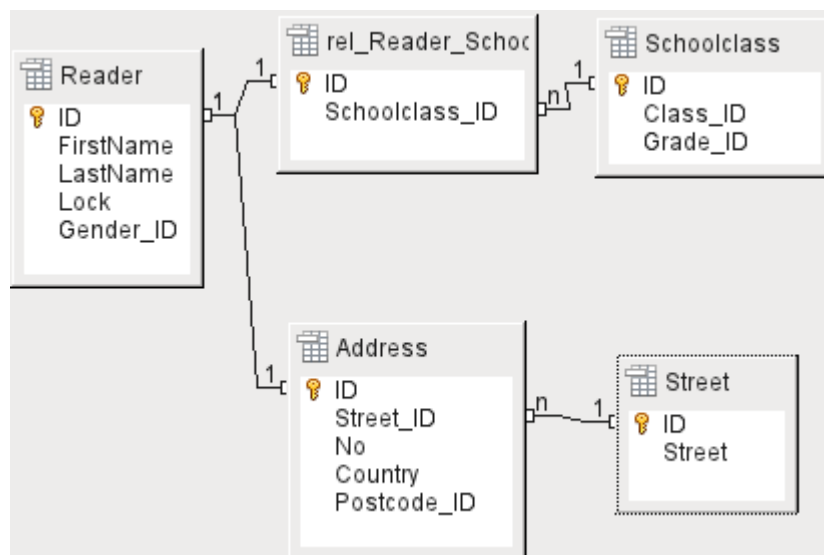 Reader
ID
FirstName
LastName
Lock
Gender_ID
1
1
rel_Reader_Schoo
ID
Schoolclass_ID
n
1
Schoolclass
ID
Class_ID
Grade_ID
1
Address
ID
Street_ID
No
Country
Postcode_ID
n
1
Street
ID
Street